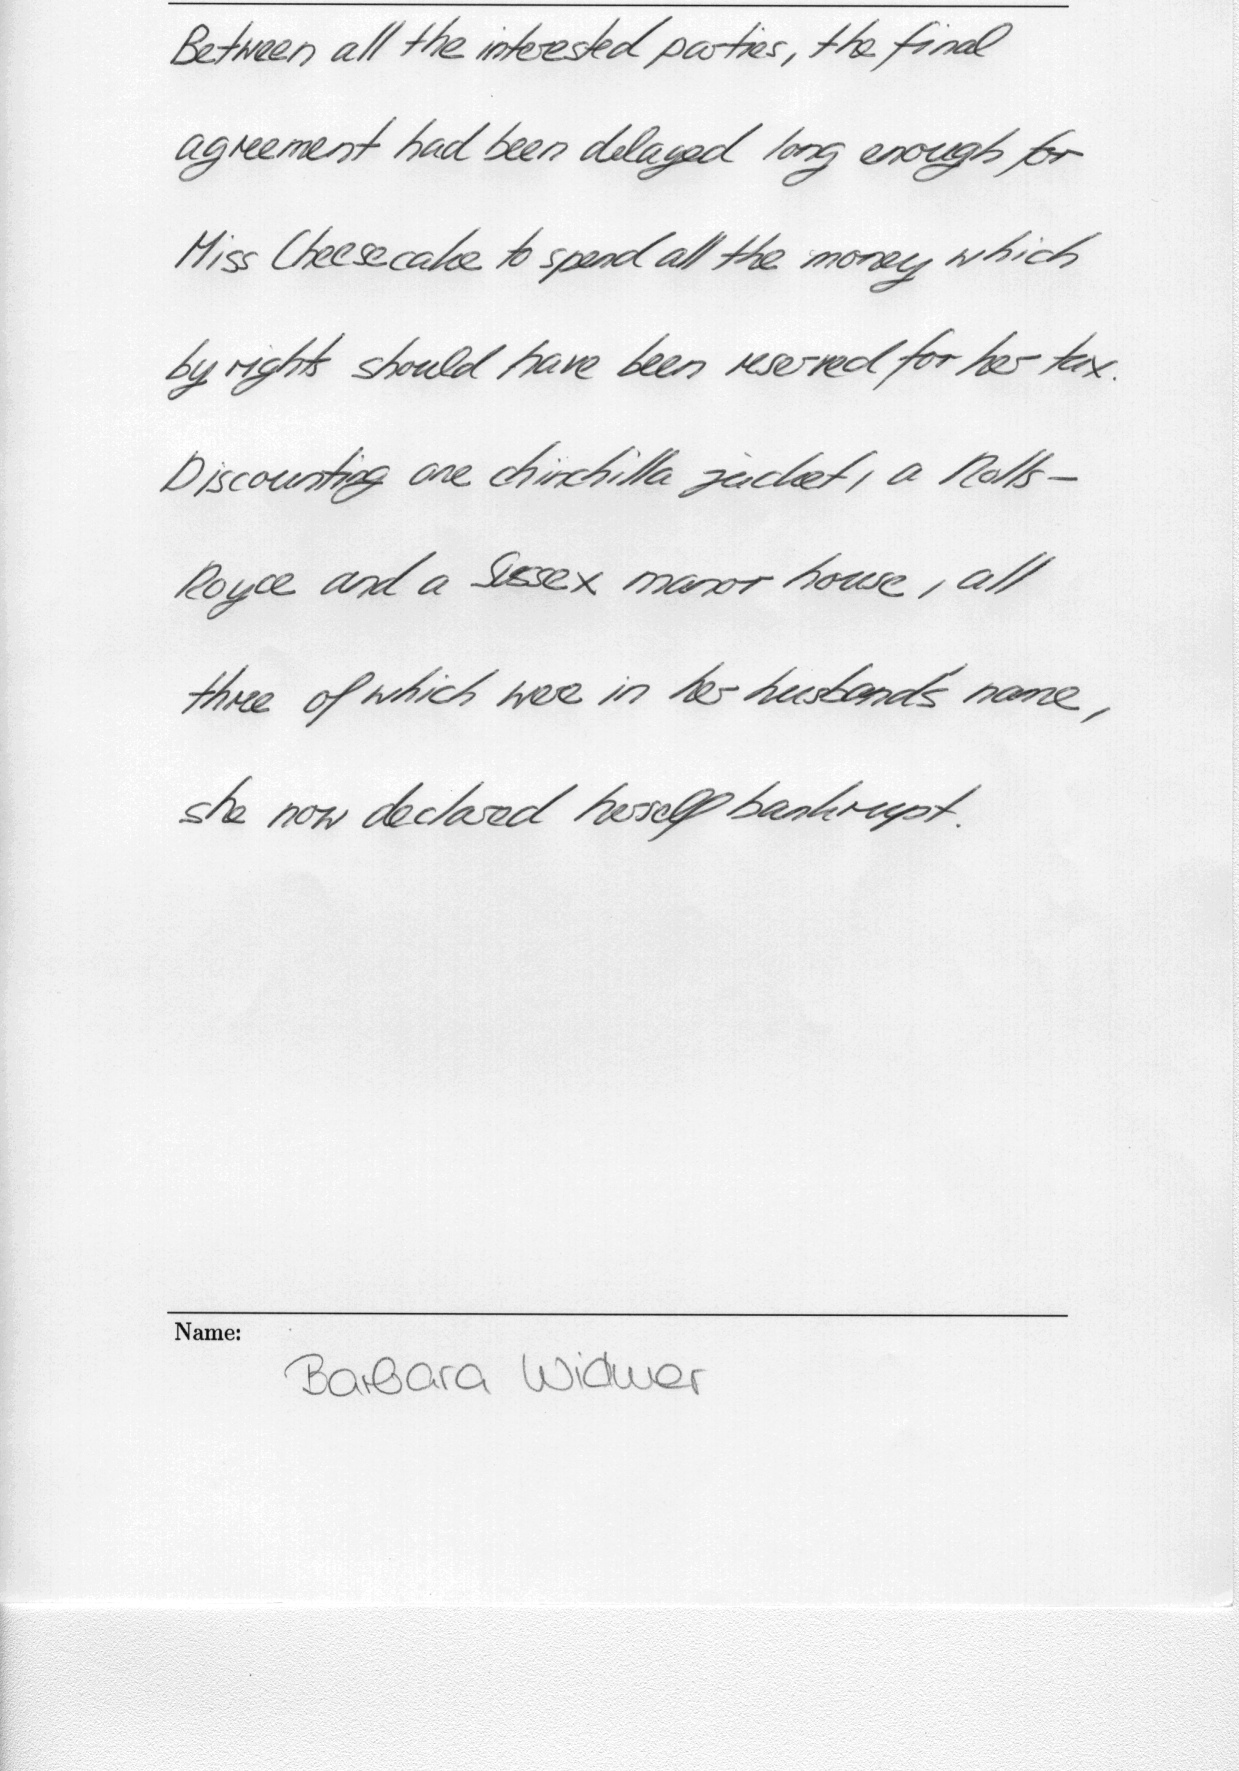 Between all the interested parties, the final
agreement had been delayed long enough for
Miss Cheesecake to spend all the money which
by rights should have been reserved for her tax.
Discounting one chinchilla jacket, a Rolls-
Royce and a Sussex manor house, all
three of which were in her husband's name,
she now declared herself bankrupt.
Name:
Barbara Widmer